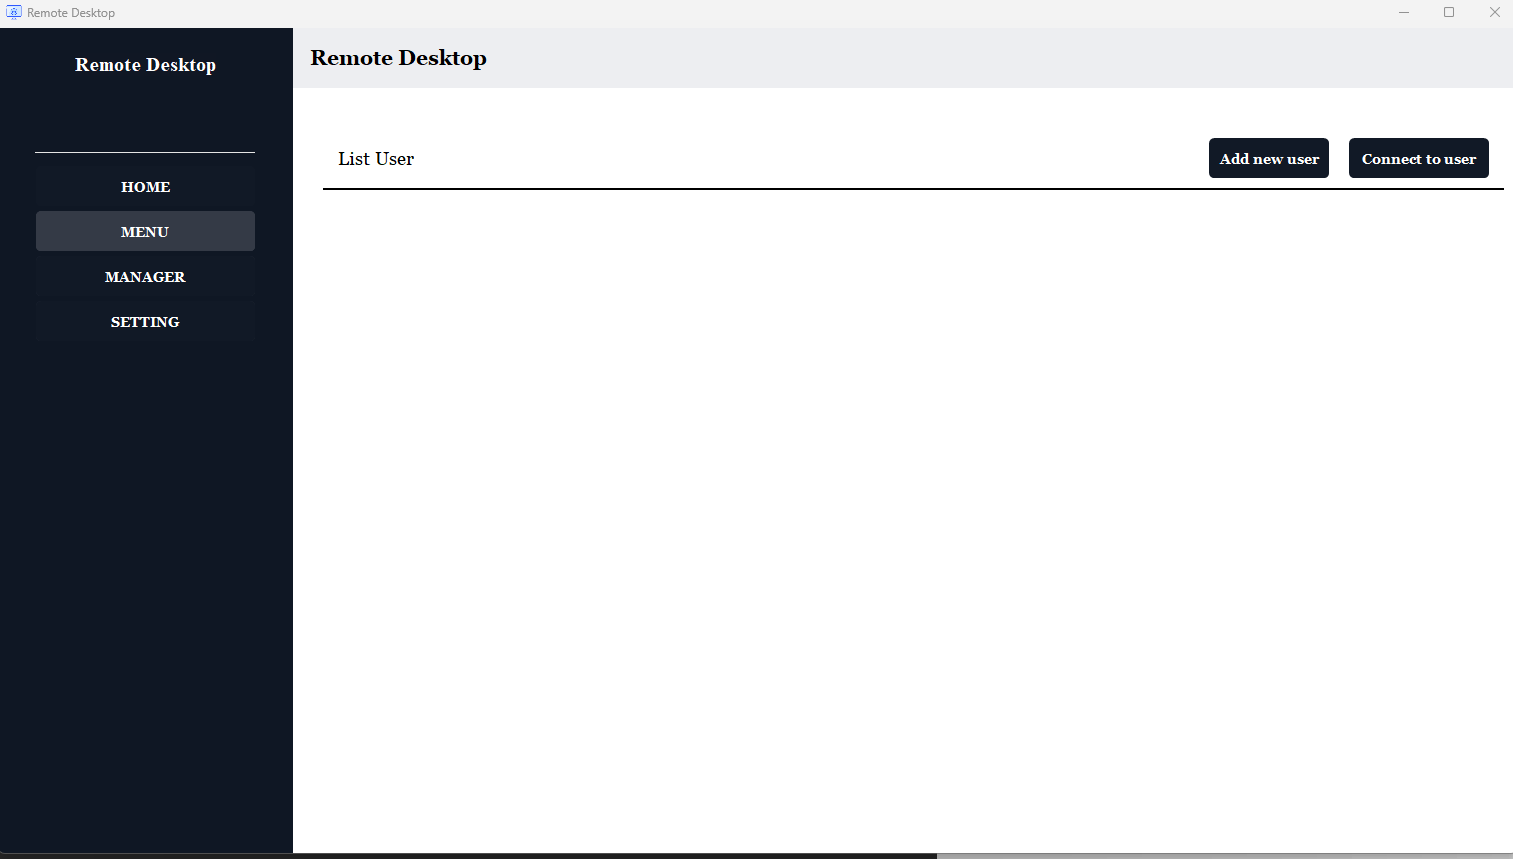 Remote Desktop
Remote Desktop
HOME
MENU
MANAGER
SETTING
Remote Desktop
List User
Add new user
Connect to user